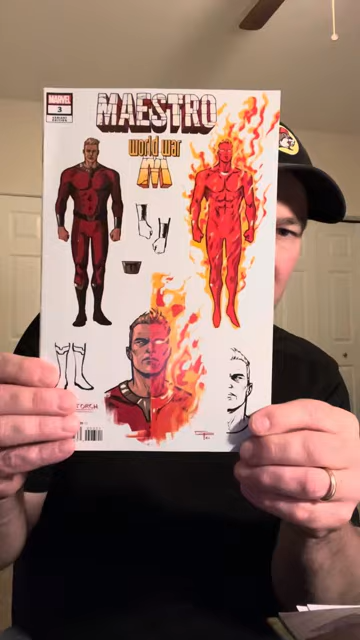 MARVEL
3
VARIANT
EDITION
MAESTRO
world war
M
TORCH